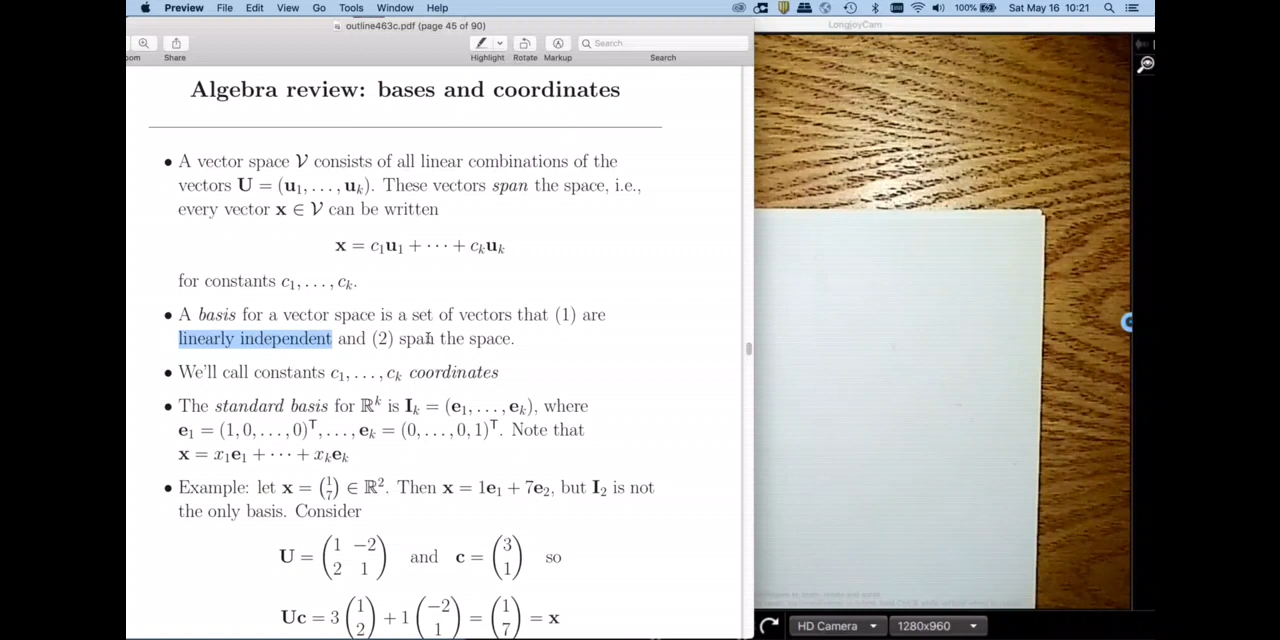 Preview File Edit View Go Tools Window Help 100% Sat May 16 10:21
outline463c.pdf (page 45 of 90)
LongjoyCam
Search
oom Share Highlight Rotate Markup Search
Algebra review: bases and coordinates
• A vector space 𝒱 consists of all linear combinations of the
vectors U = (u₁, . . . , uₖ). These vectors span the space, i.e.,
every vector x ∈ 𝒱 can be written
x = c₁u₁ + · · · + cₖuₖ
for constants c₁, . . . , cₖ.
• A basis for a vector space is a set of vectors that (1) are
linearly independent and (2) span the space.
• We'll call constants c₁, . . . , cₖ coordinates
• The standard basis for ℝᵏ is Iₖ = (e₁, . . . , eₖ), where
e₁ = (1, 0, . . . , 0)ᵀ, . . . , eₖ = (0, . . . , 0, 1)ᵀ. Note that
x = x₁e₁ + · · · + xₖeₖ
• Example: let x = (1 7) ∈ ℝ². Then x = 1e₁ + 7e₂, but I₂ is not
the only basis. Consider
U = (1 −2 2 1) and c = (3 1) so
Uc = 3 (1 2) + 1 (−2 1) = (1 7) = x
HD Camera 1280x960